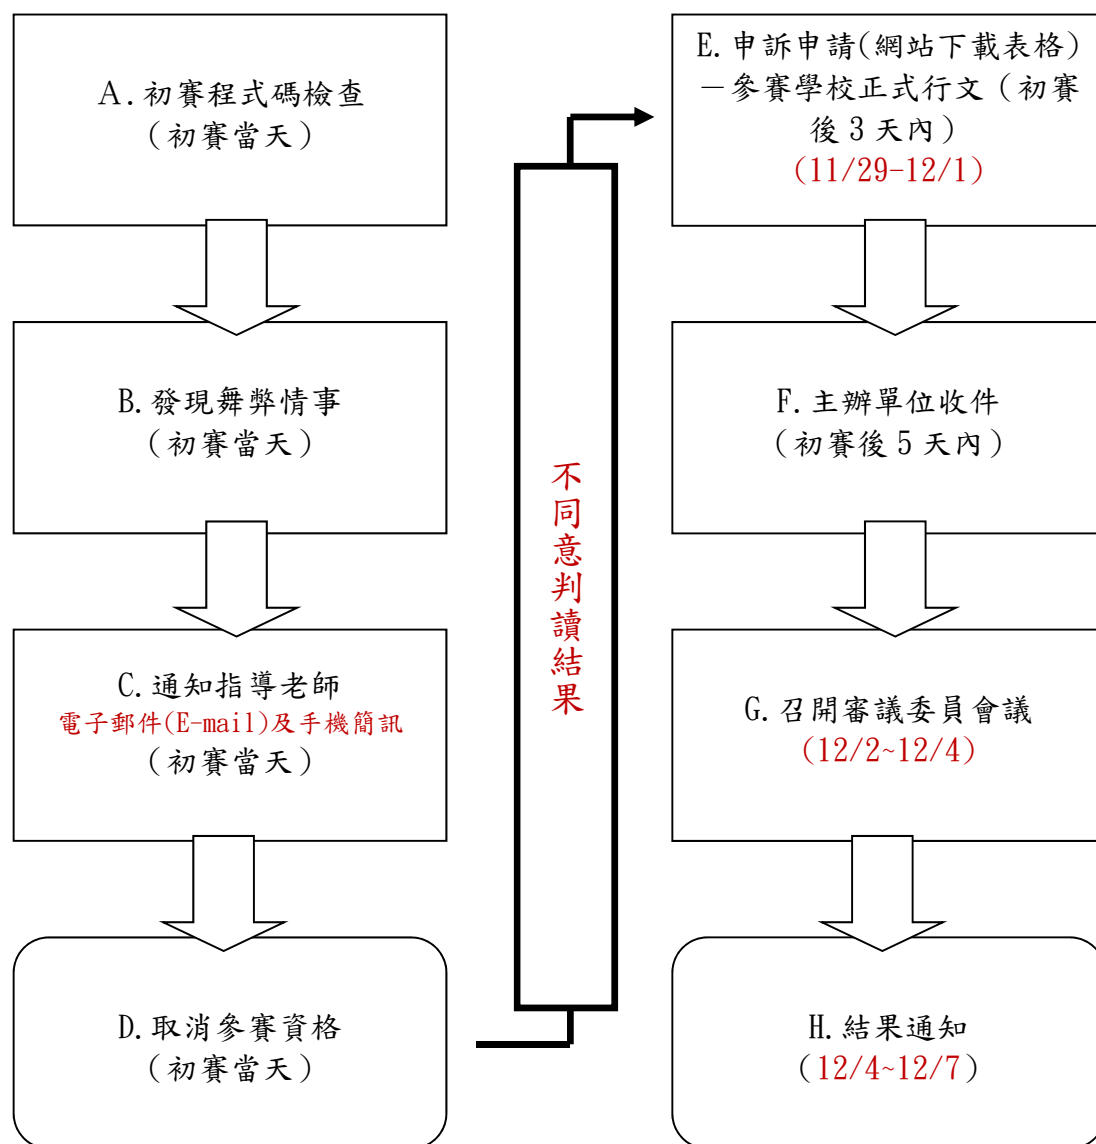 A.初賽程式碼檢查
(初賽當天)
B.發現舞弊情事
(初賽當天)
C.通知指導老師
電子郵件(E-mail)及手機簡訊
(初賽當天)
D.取消參賽資格
(初賽當天)
不同意判讀結果
E.申訴申請(網站下載表格)
－參賽學校正式行文（初賽
後 3 天內）
(11/29-12/1)
F.主辦單位收件
(初賽後 5 天內)
G.召開審議委員會議
(12/2~12/4)
H.結果通知
(12/4~12/7)